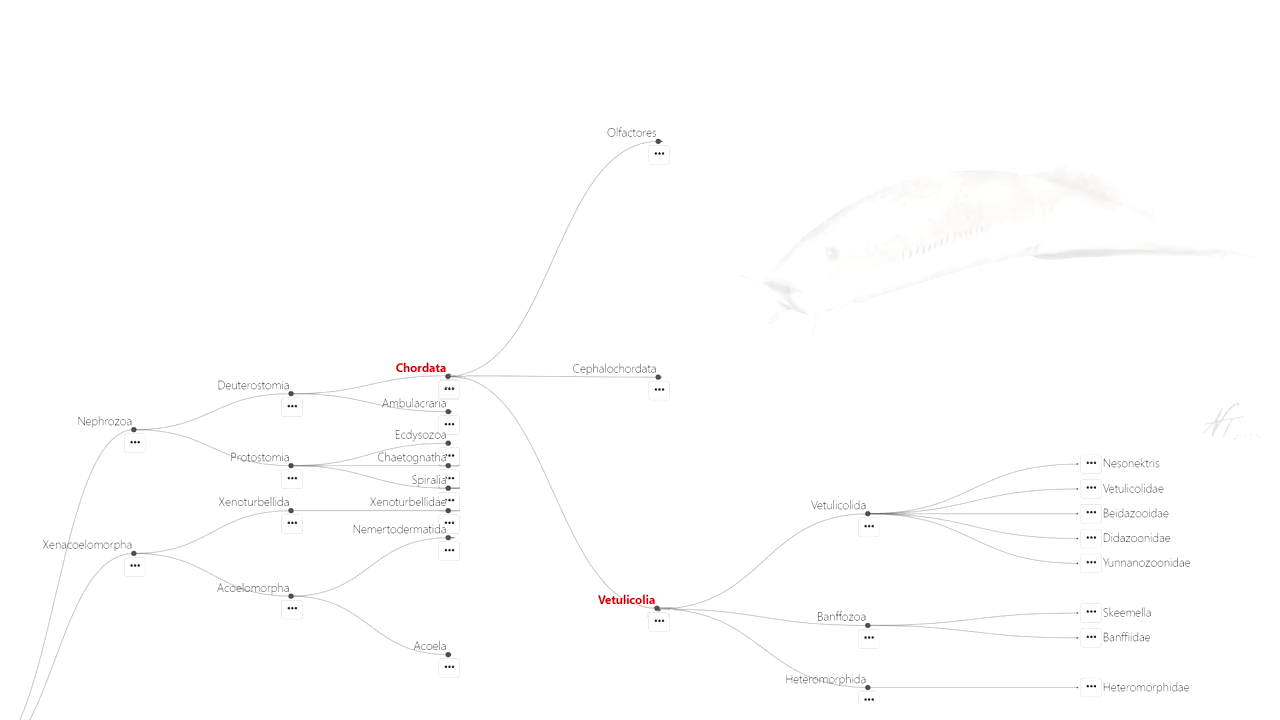 Olfactores
Chordata
Cephalochordata
Deuterostomia
Ambulacraria
Nephrozoa
Ecdysozoa
Protostomia
Chaetognatha
Spiralia
Xenoturbellida
Xenoturbellidae
Nemertodermatida
Xenacoelomorpha
Acoelomorpha
Acoela
Vetulicolia
Vetulicolida
Nesonektris
Vetulicolidae
Beidazooidae
Didazoonidae
Yunnanozoonidae
Banffozoa
Skeemella
Banffiidae
Heteromorphida
Heteromorphidae